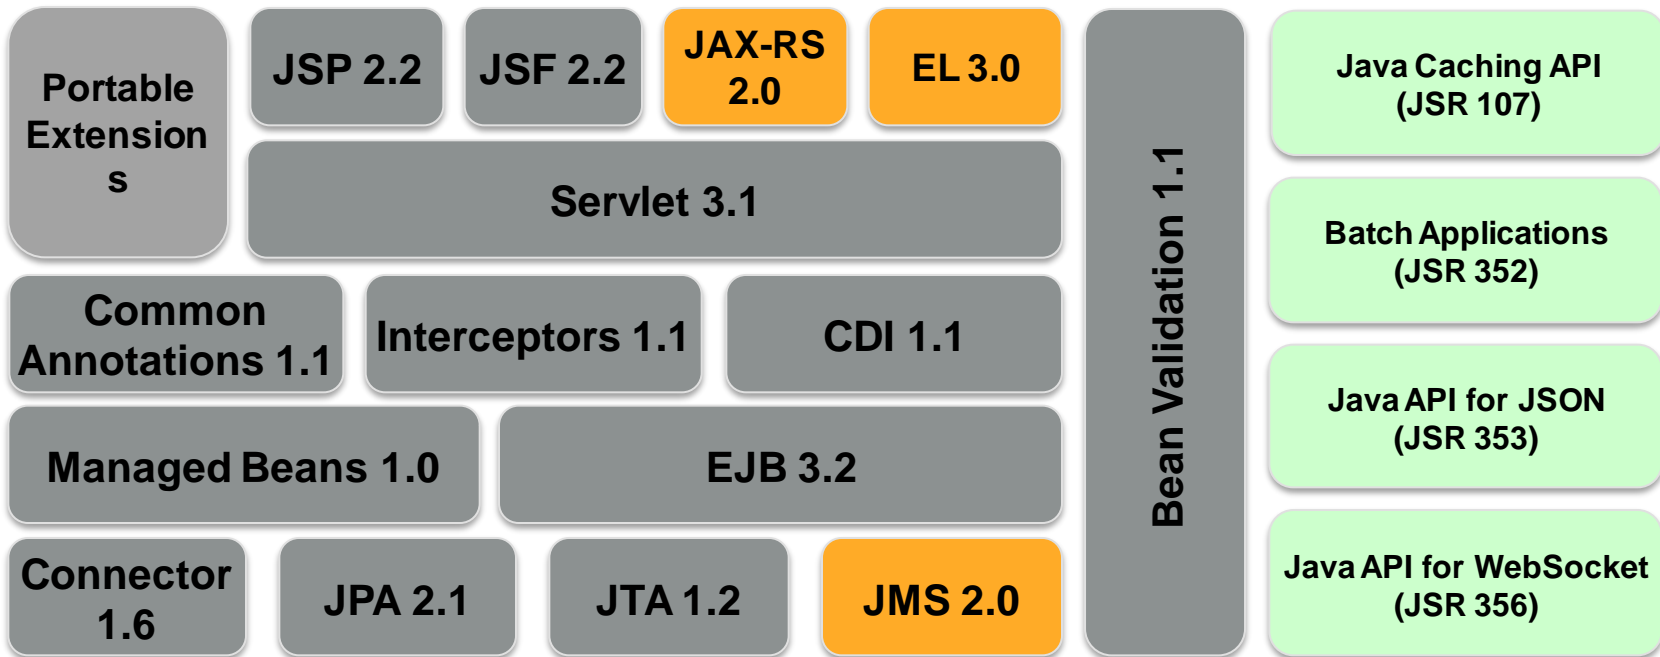 Portable
Extension
s
JSP 2.2
JSF 2.2
JAX-RS
2.0
EL 3.0
Servlet 3.1
Common
Annotations 1.1
Interceptors 1.1
CDI 1.1
Managed Beans 1.0
EJB 3.2
Connector
1.6
JPA 2.1
JTA 1.2
JMS 2.0
Bean Validation 1.1
Java Caching API
(JSR 107)
Batch Applications
(JSR 352)
Java API for JSON
(JSR 353)
Java API for WebSocket
(JSR 356)